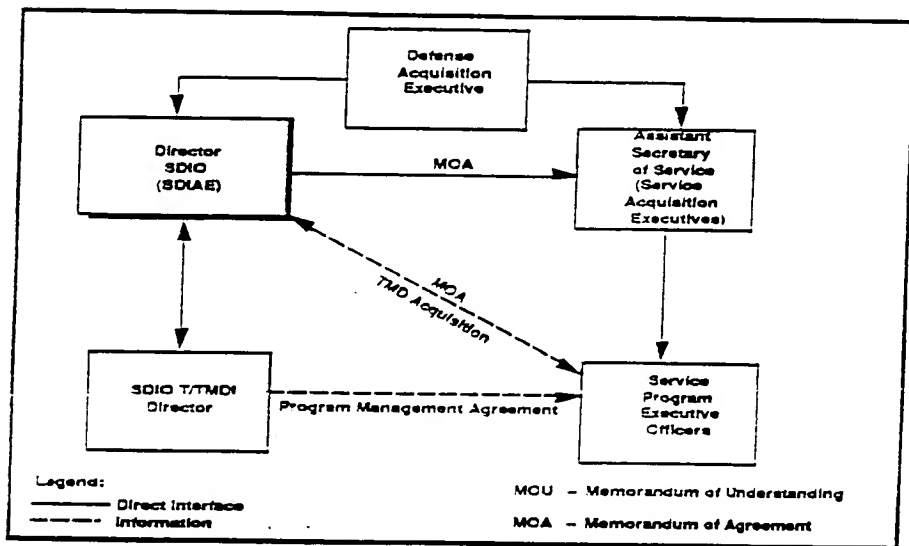 Defense
Acquisition
Executive
Director
SDIO
(SDIAE)
MOA
Assistant
Secretary
of Service
(Service
Acquisition
Executives)
MOA
TMD Acquisition
SDIO T/TMDI
Director
Program Management Agreement
Service
Program
Executive
Officers
Legend:
Direct Interface
Information
MOU – Memorandum of Understanding
MOA – Memorandum of Agreement